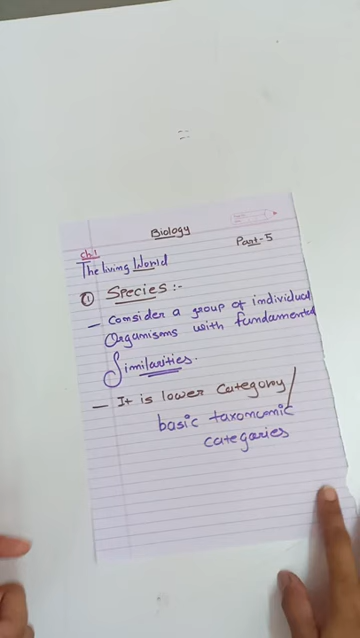 Biology
Part-5
Ch.1
The living World
① Species :-
— Consider a group of individual
Organisms with fundamental
Similarities.
— It is lower category/
basic taxonomic
categories